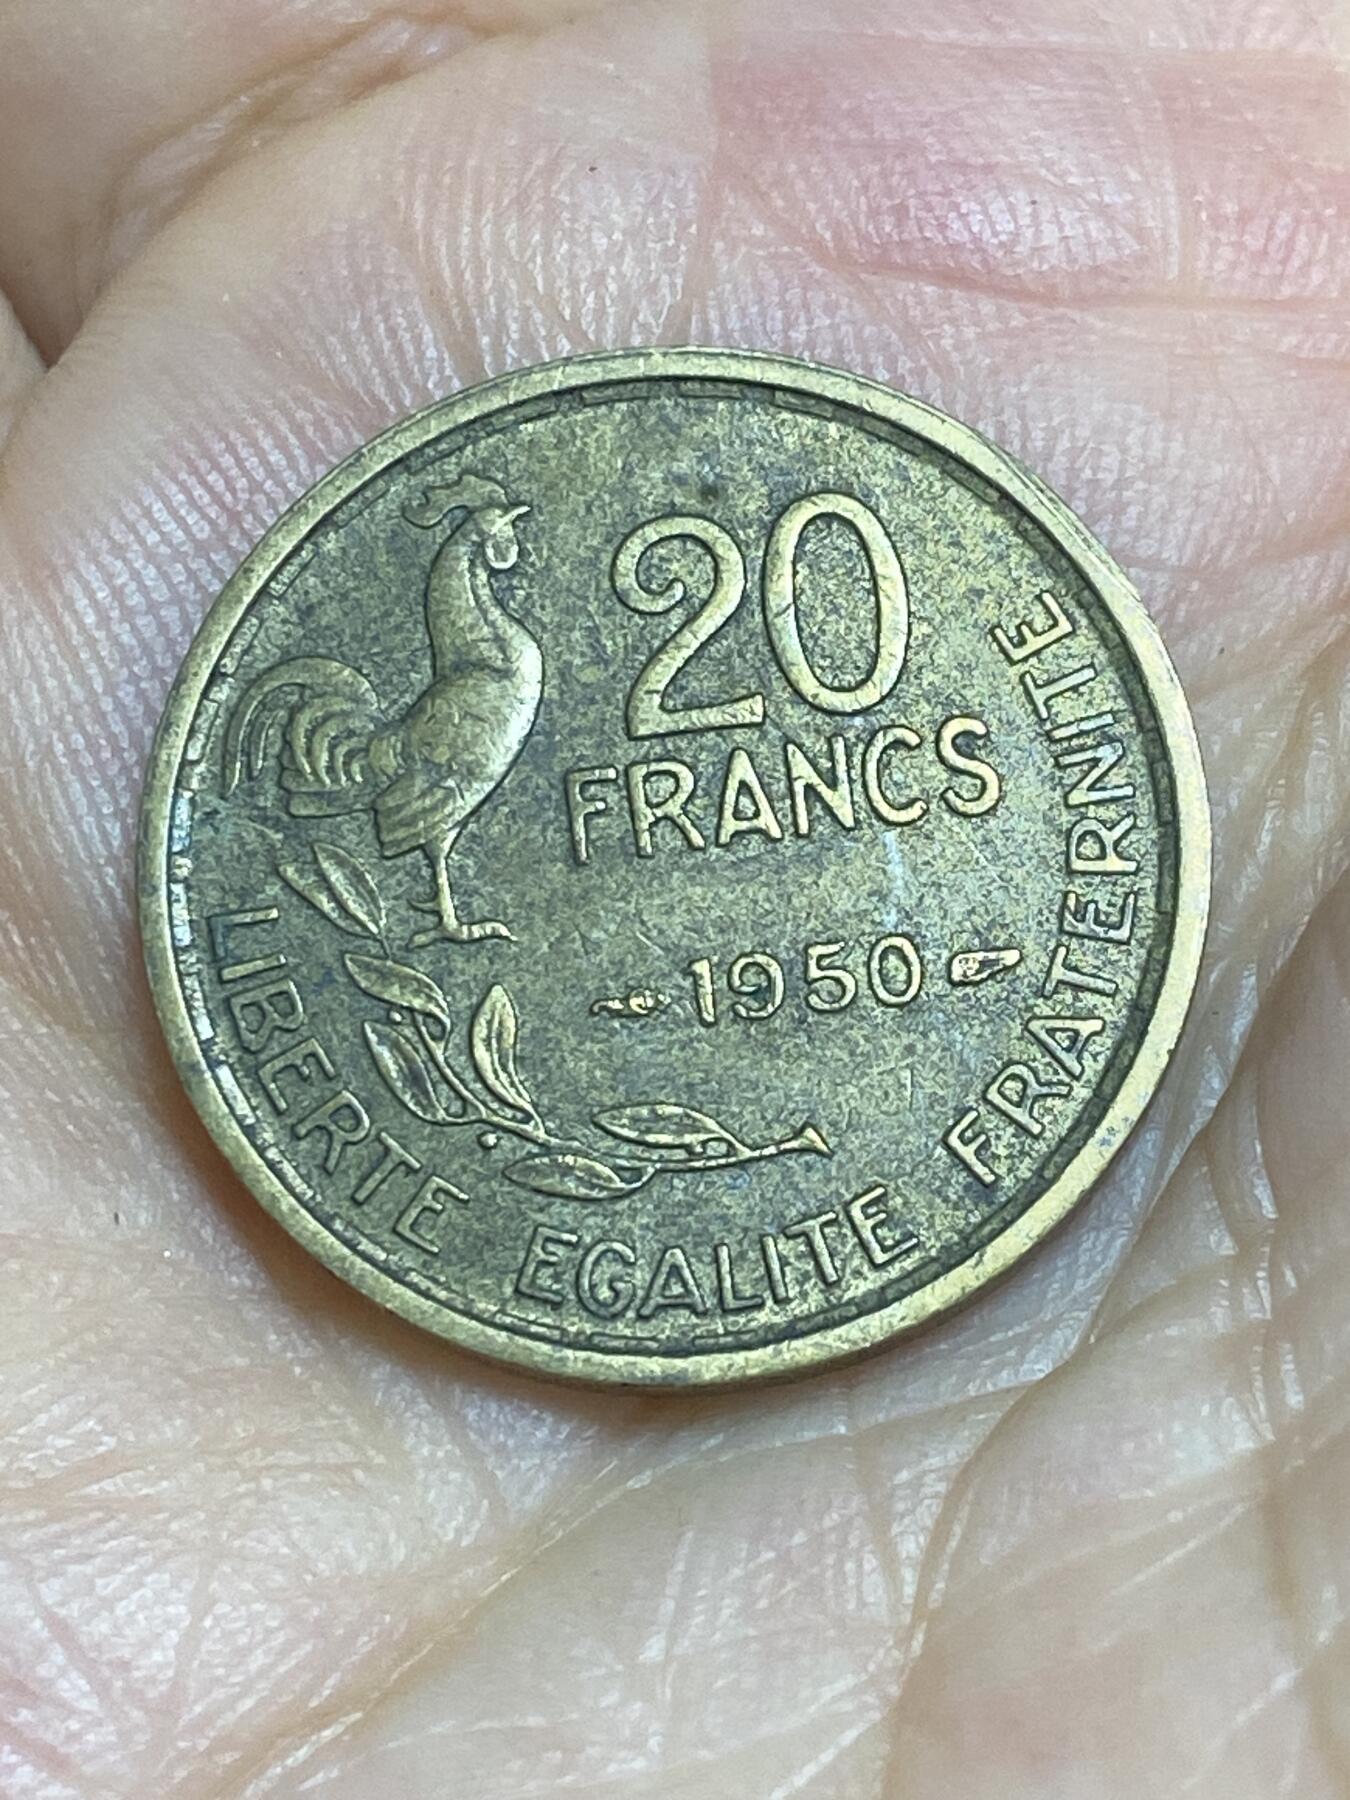 20
FRANCS
1950
LIBERTE EGALITE FRATERNITE